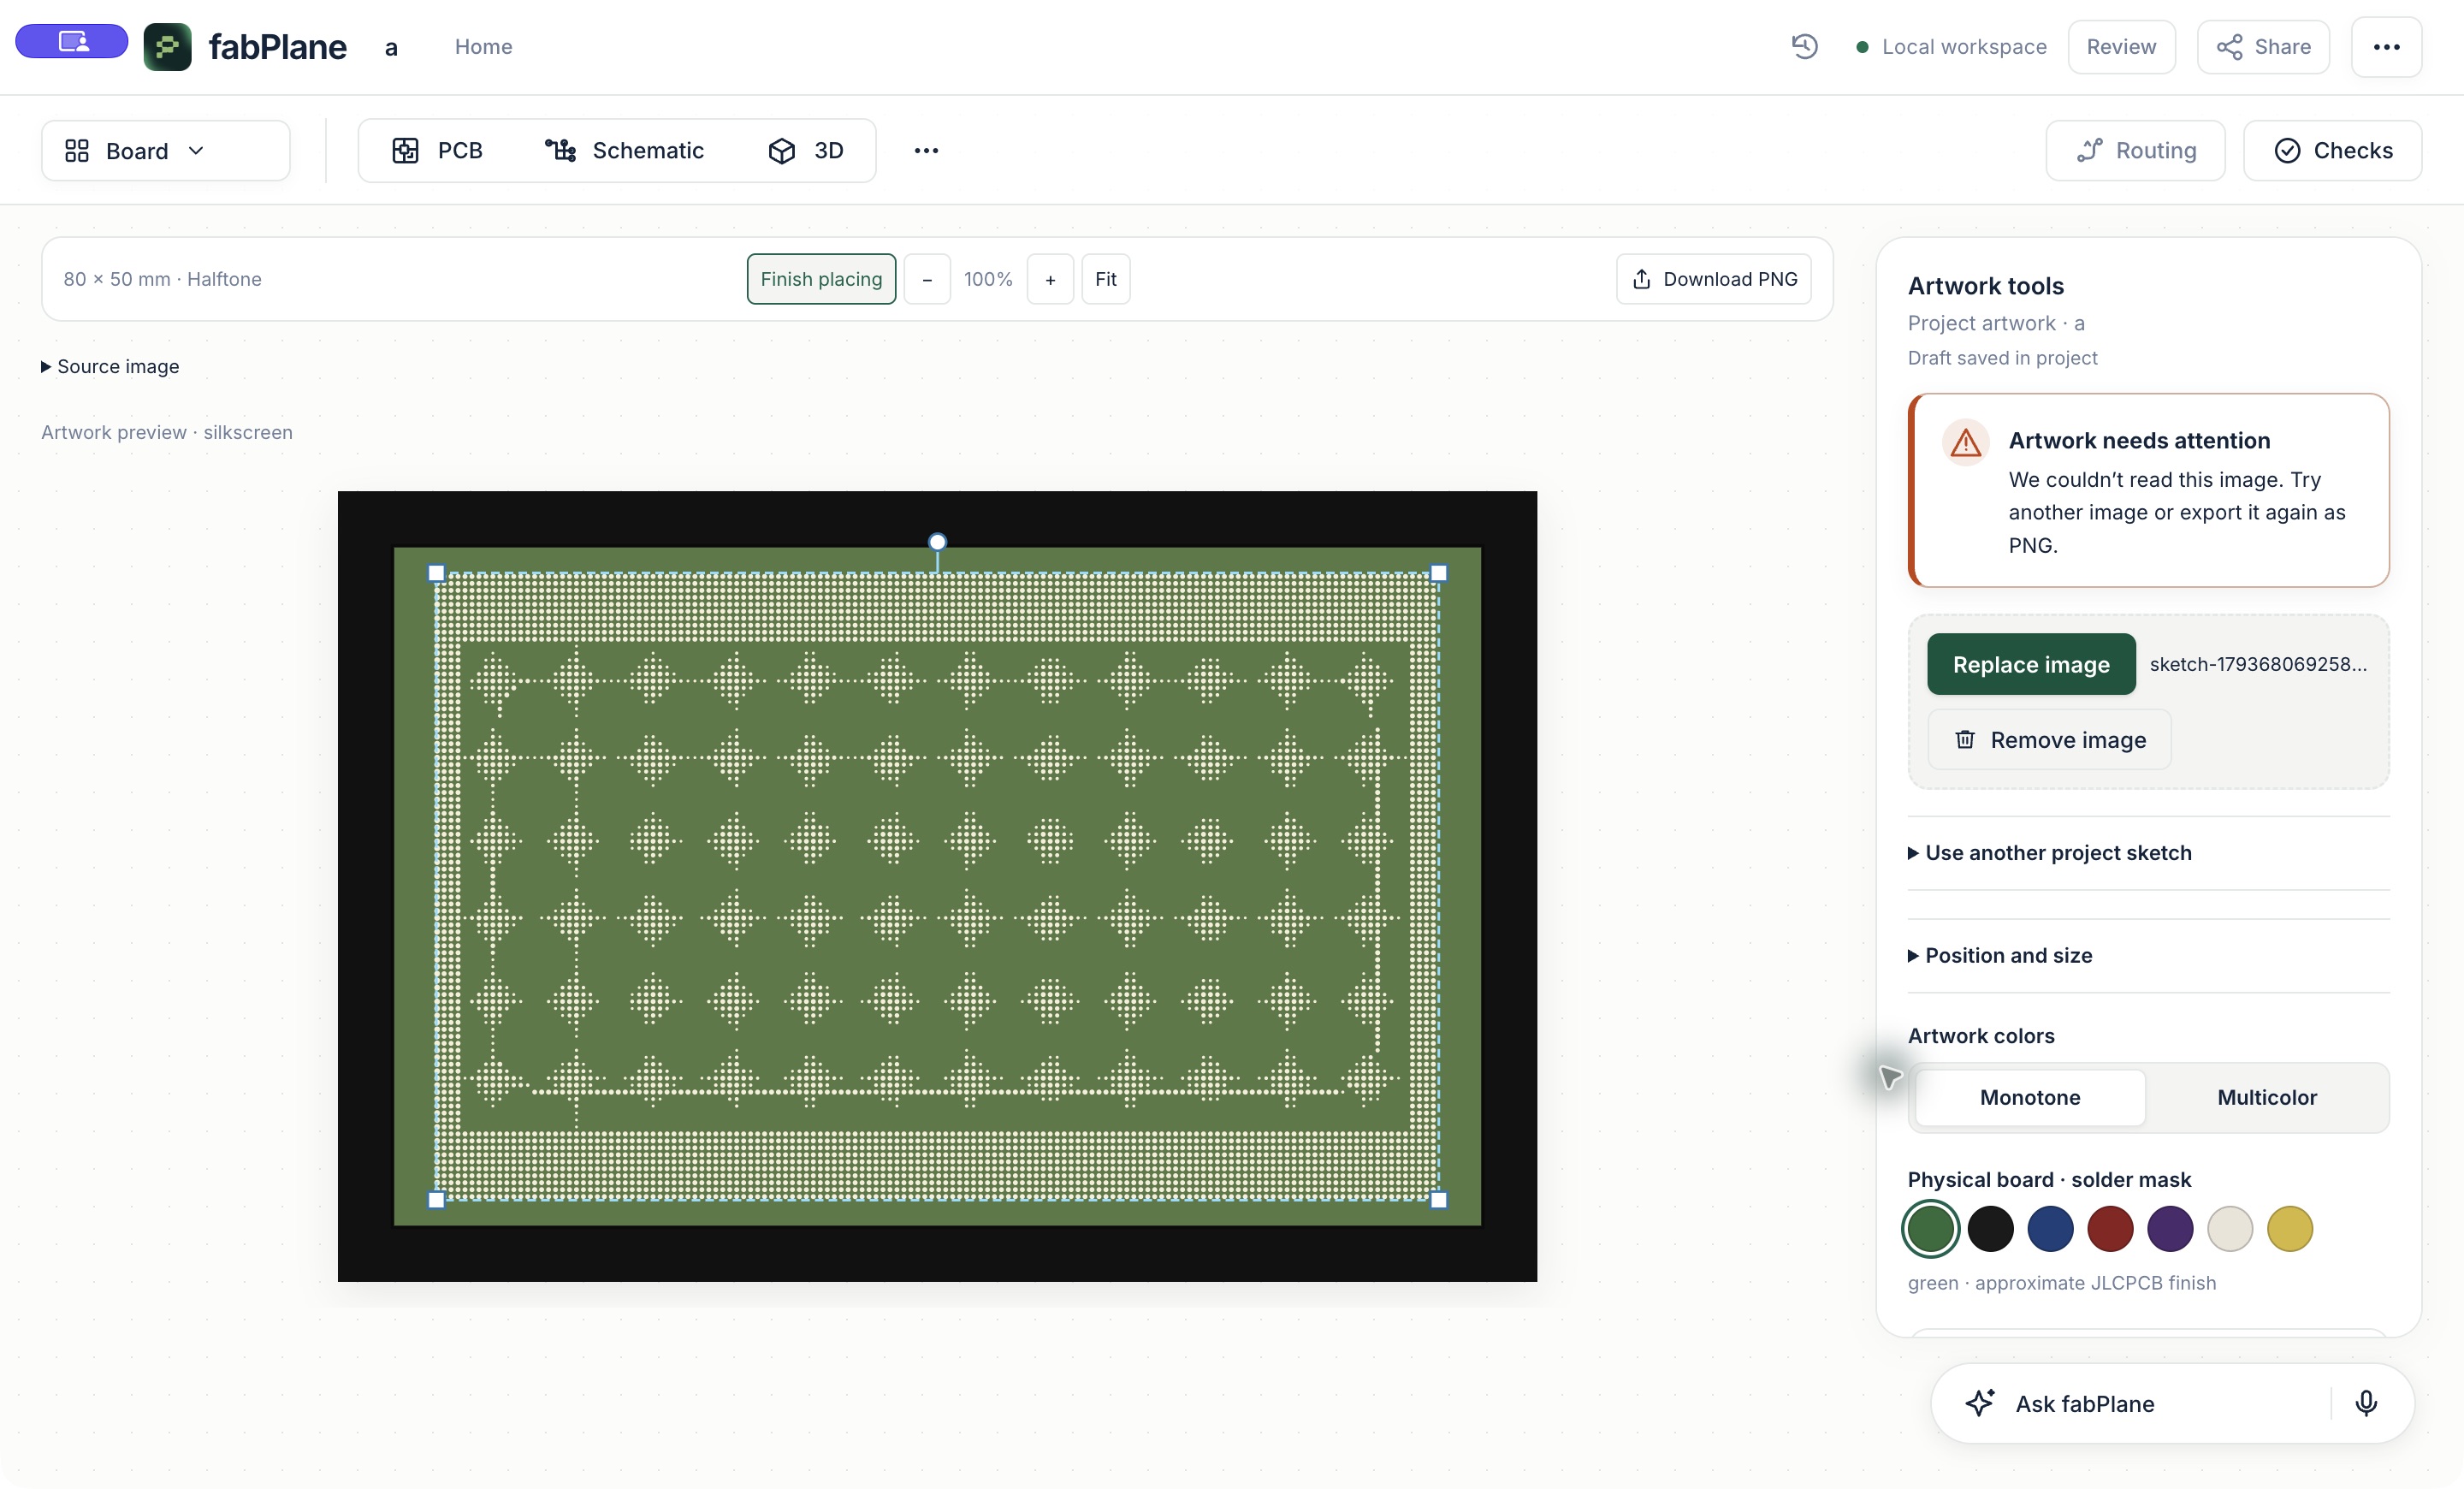 fabPlane a Home Local workspace Review Share
Board PCB Schematic 3D Routing Checks
80 × 50 mm · Halftone Finish placing − 100% + Fit Download PNG
Source image
Artwork preview · silkscreen
Artwork tools
Project artwork · a
Draft saved in project
Artwork needs attention
We couldn’t read this image. Try
another image or export it again as
PNG.
Replace image sketch-179368069258...
Remove image
Use another project sketch
Position and size
Artwork colors
Monotone Multicolor
Physical board · solder mask
green · approximate JLCPCB finish
Ask fabPlane